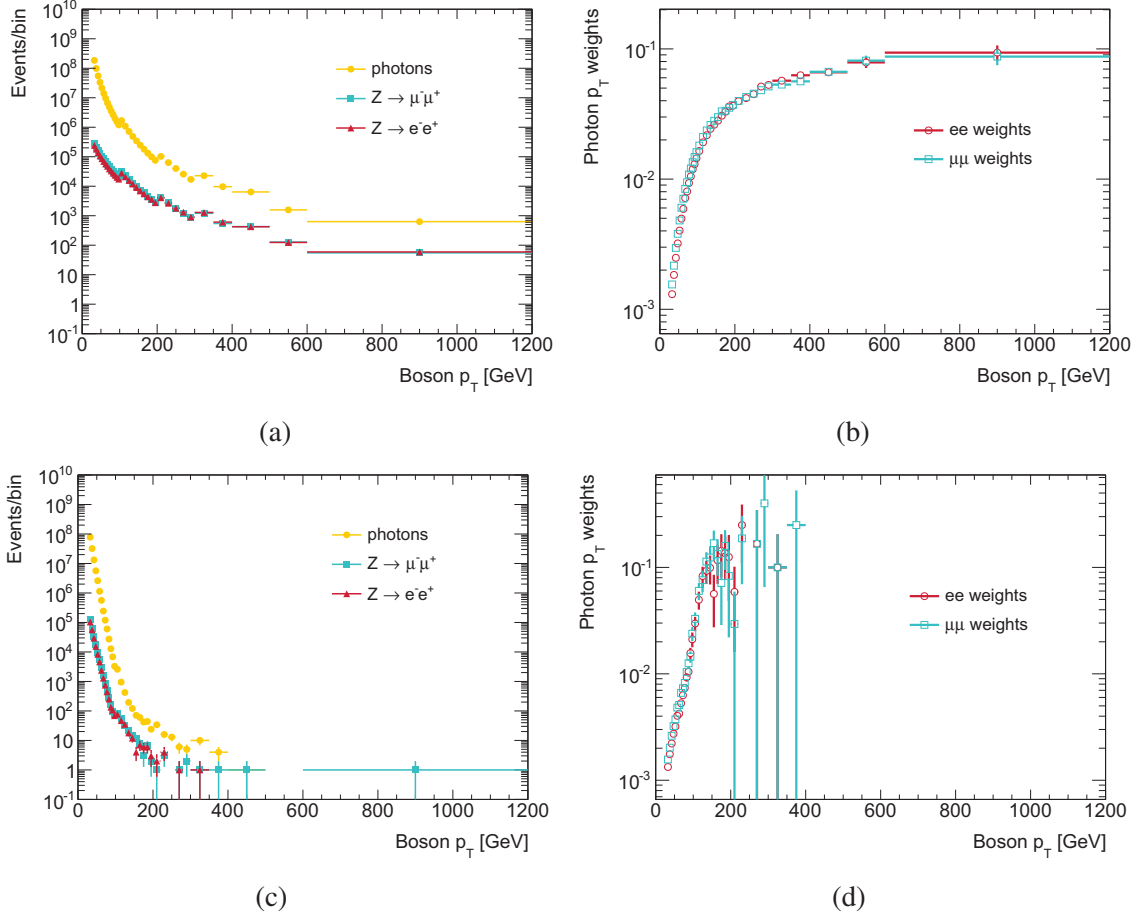 Events/bin
10^10
10^9
10^8
10^7
10^6
10^5
10^4
10^3
10^2
10
1
10^-1
photons
Z → μ^-μ^+
Z → e^-e^+
0 200 400 600 800 1000 1200
Boson p_T [GeV]
(a)
Photon p_T weights
10^-1
10^-2
10^-3
ee weights
μμ weights
0 200 400 600 800 1000 1200
Boson p_T [GeV]
(b)
Events/bin
10^10
10^9
10^8
10^7
10^6
10^5
10^4
10^3
10^2
10
1
10^-1
photons
Z → μ^-μ^+
Z → e^-e^+
0 200 400 600 800 1000 1200
Boson p_T [GeV]
(c)
Photon p_T weights
10^-1
10^-2
10^-3
ee weights
μμ weights
0 200 400 600 800 1000 1200
Boson p_T [GeV]
(d)